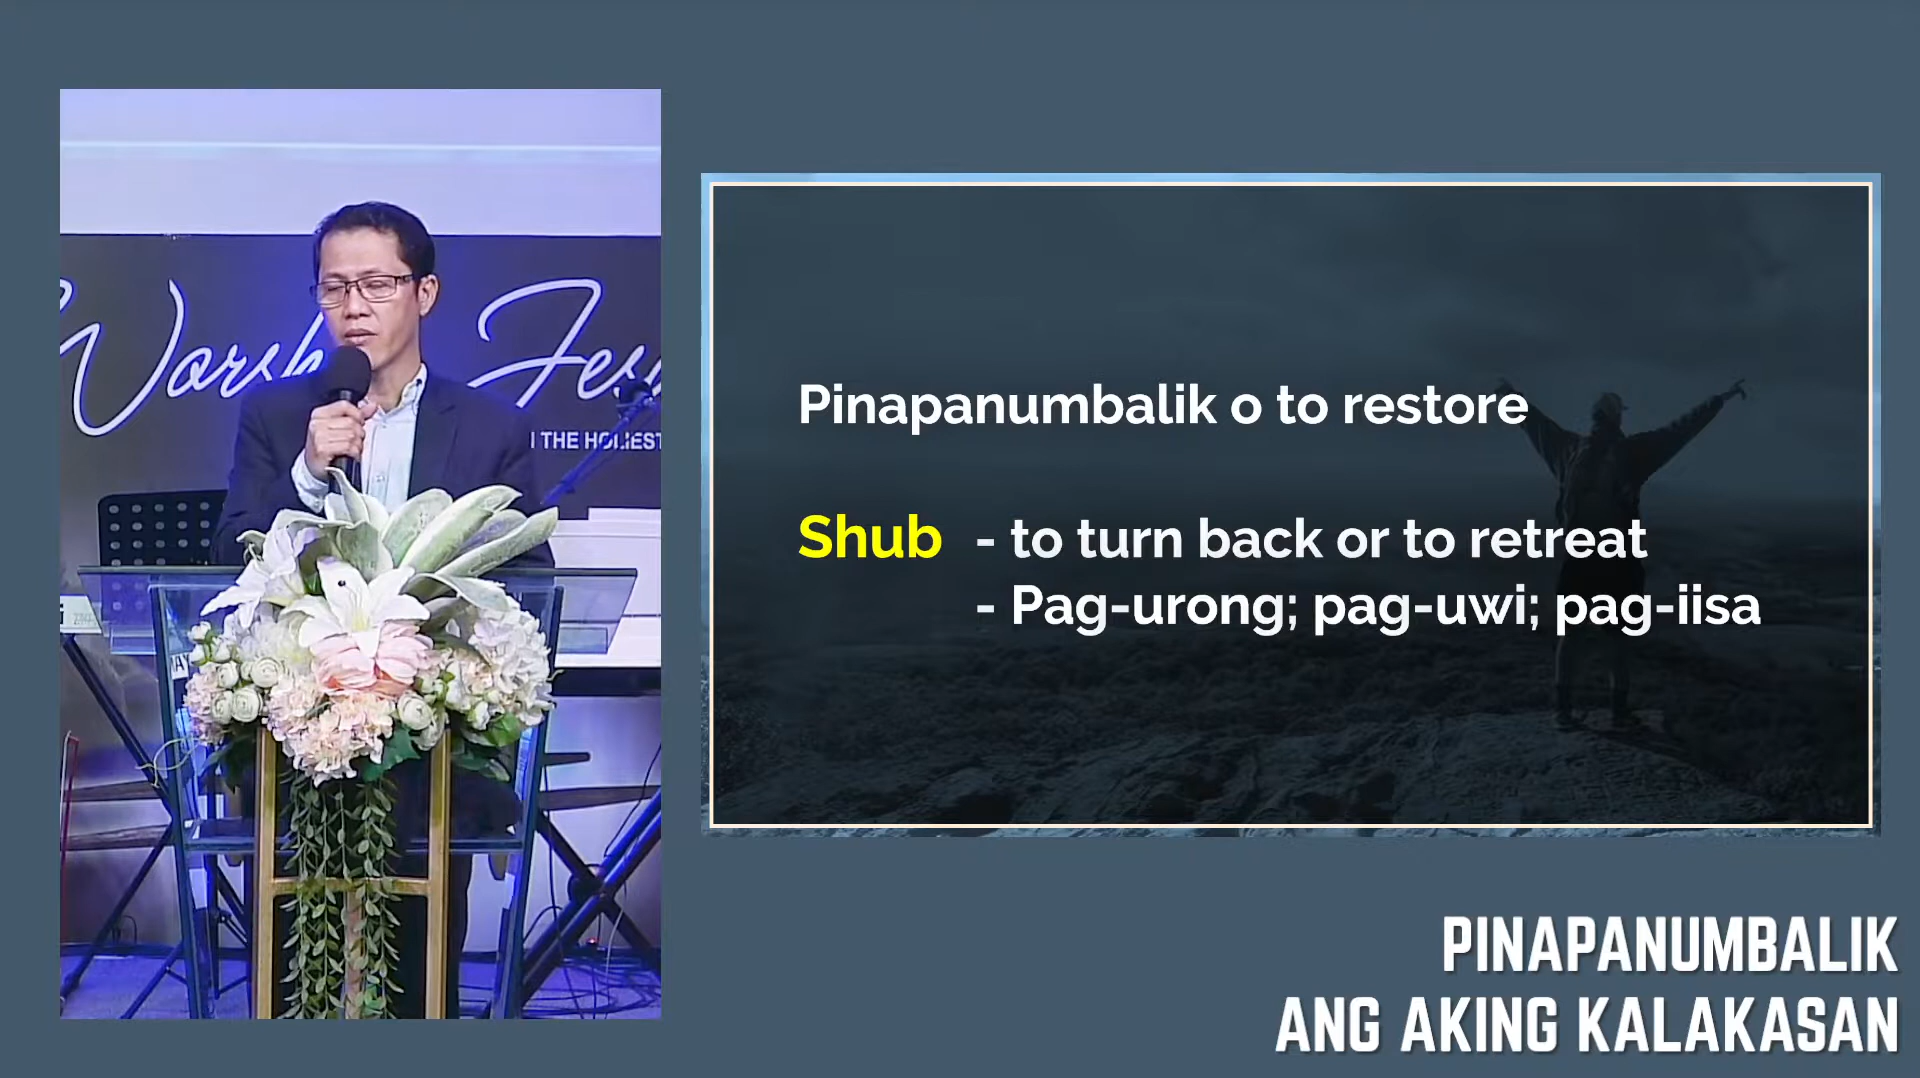 I THE HOLIEST
Pinapanumbalik o to restore
Shub - to turn back or to retreat
- Pag-urong; pag-uwi; pag-iisa
PINAPANUMBALIK
ANG AKING KALAKASAN